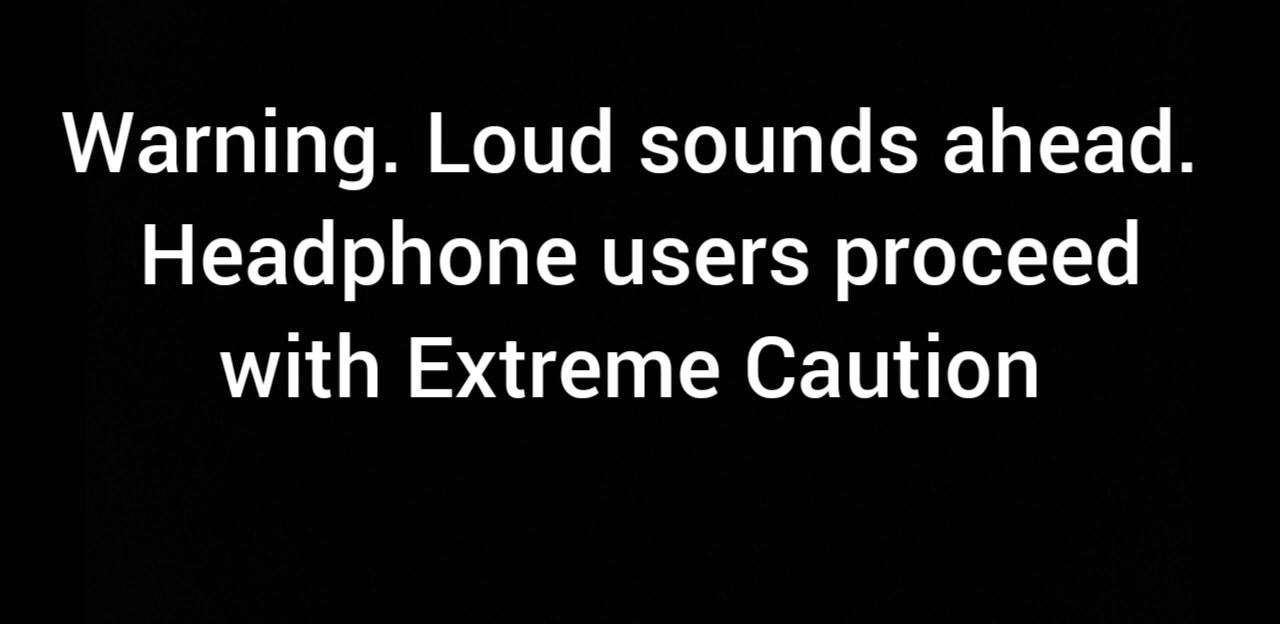 Warning. Loud sounds ahead.
Headphone users proceed
with Extreme Caution